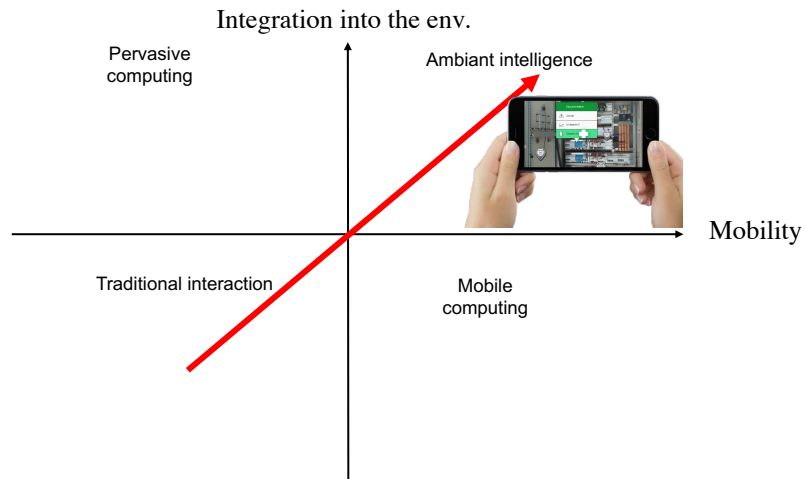 Integration into the env.
Pervasive
computing
Ambiant intelligence
Mobility
Traditional interaction
Mobile
computing